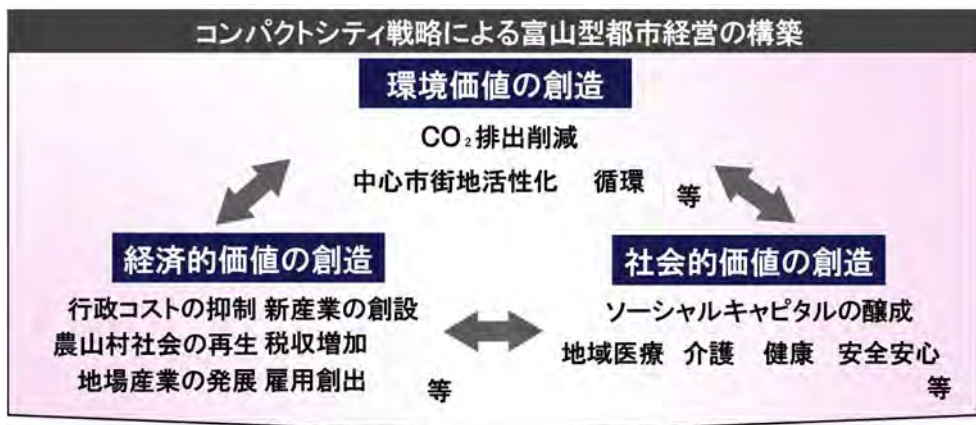 コンパクトシティ戦略による富山型都市経営の構築
環境価値の創造
CO₂排出削減
中心市街地活性化 循環 等
経済的価値の創造
行政コストの抑制 新産業の創設
農山村社会の再生 税収増加
地場産業の発展 雇用創出 等
社会的価値の創造
ソーシャルキャピタルの醸成
地域医療 介護 健康 安全安心
等